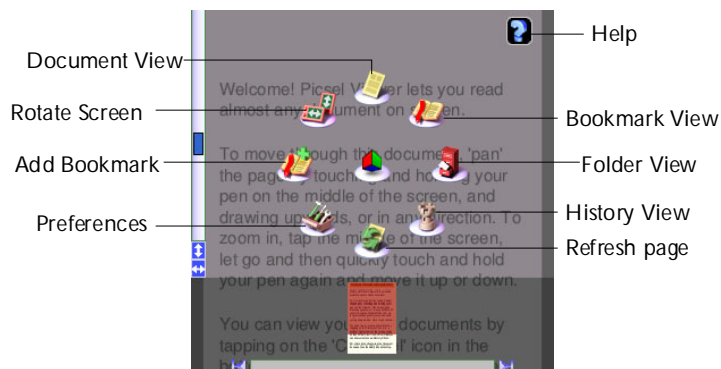 Help
Document View
Welcome! Picsel Viewer lets you read
almost any document on screen.
Rotate Screen
Bookmark View
To move through this document, 'pan'
Add Bookmark
Folder View
the page by touching and holding your
pen on the middle of the screen, and
Preferences
History View
drawing upwards, or in any direction. To
zoom in, tap the middle of the screen,
Refresh page
let go and then quickly touch and hold
your pen again and move it up or down.
You can view your documents by
tapping on the icon in the